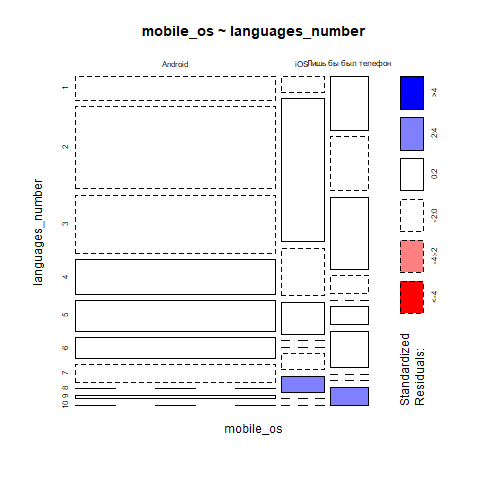 mobile_os ~ languages_number
Android
iOS
Лишь бы был телефон
1
2
3
4
5
6
7
8
9
10
languages_number
mobile_os
>4
2:4
0:2
-2:0
-4:-2
<-4
Standardized
Residuals: